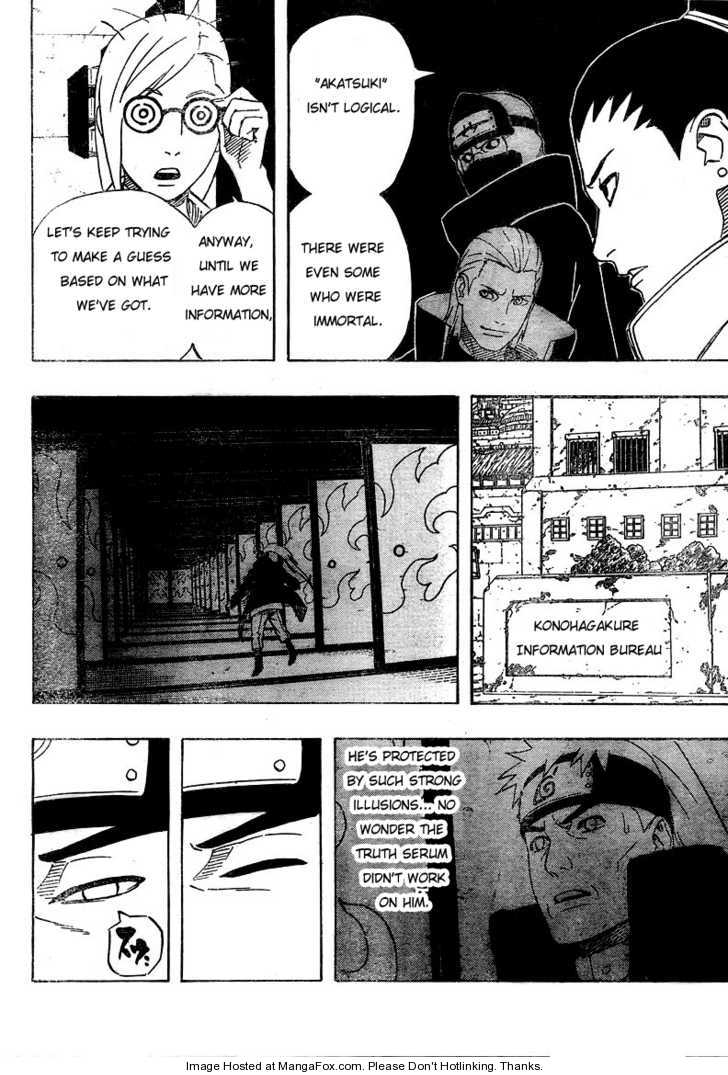 "AKATSUKI"
ISN'T LOGICAL.
THERE WERE
EVEN SOME
WHO WERE
IMMORTAL.
ANYWAY,
UNTIL WE
HAVE MORE
INFORMATION,
LET'S KEEP TRYING
TO MAKE A GUESS
BASED ON WHAT
WE'VE GOT.
KONOHAGAKURE
INFORMATION BUREAU
HE'S PROTECTED
BY SUCH STRONG
ILLUSIONS... NO
WONDER THE
TRUTH SERUM
DIDN'T WORK
ON HIM.
Image Hosted at MangaFox.com. Please Don't Hotlinking. Thanks.